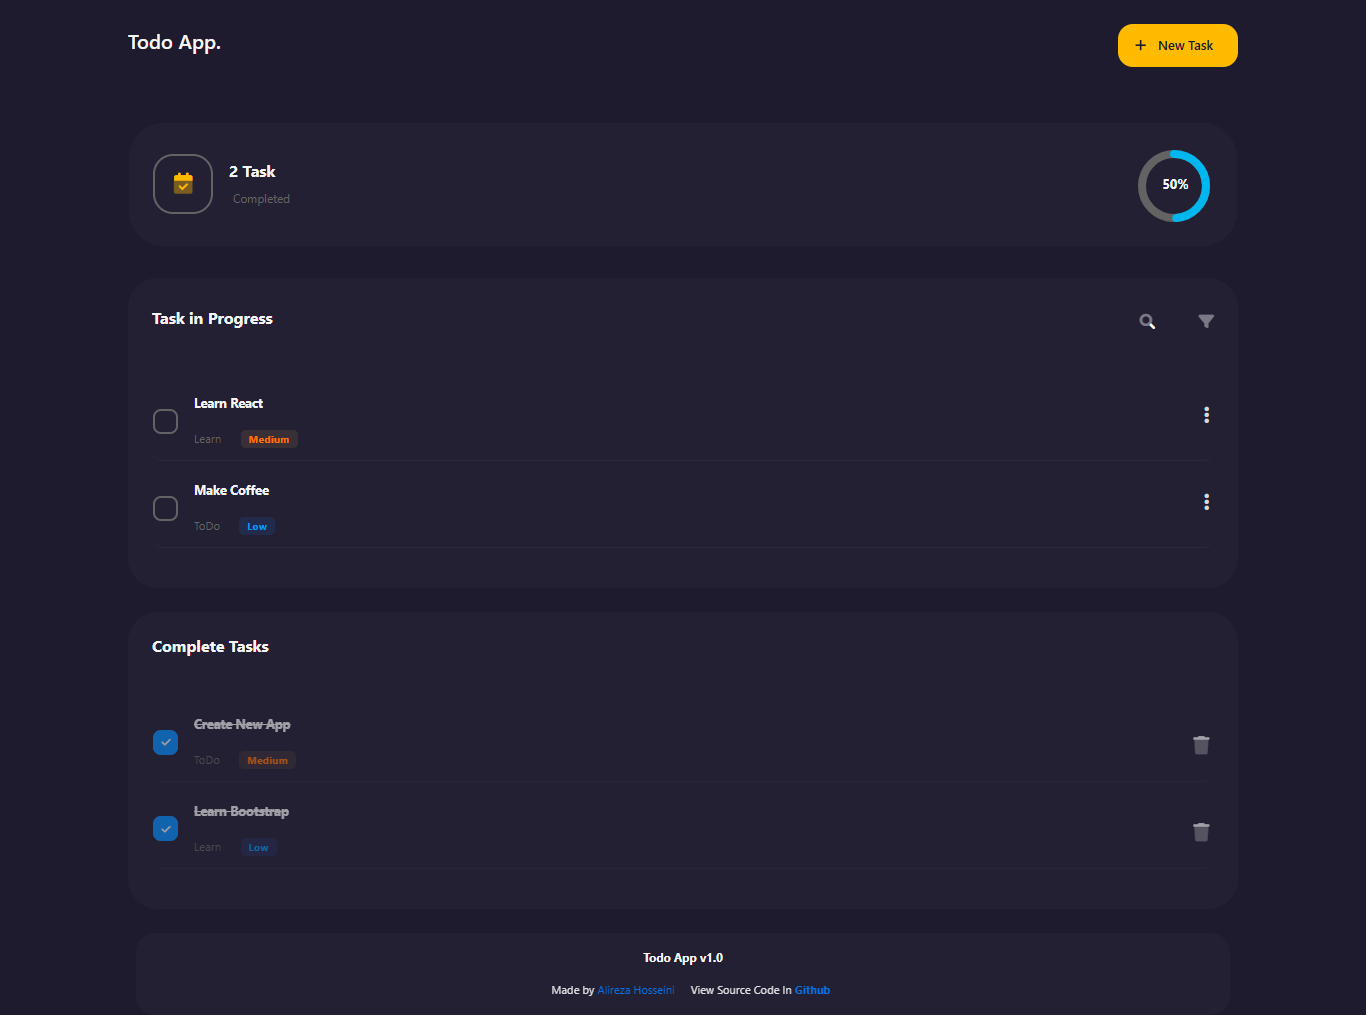 Todo App.
New Task
2 Task
Completed
50%
Task in Progress
Learn React
Learn Medium
Make Coffee
ToDo Low
Complete Tasks
Create New App
ToDo Medium
Learn Bootstrap
Learn Low
Todo App v1.0
Made by Alireza Hosseini View Source Code In Github